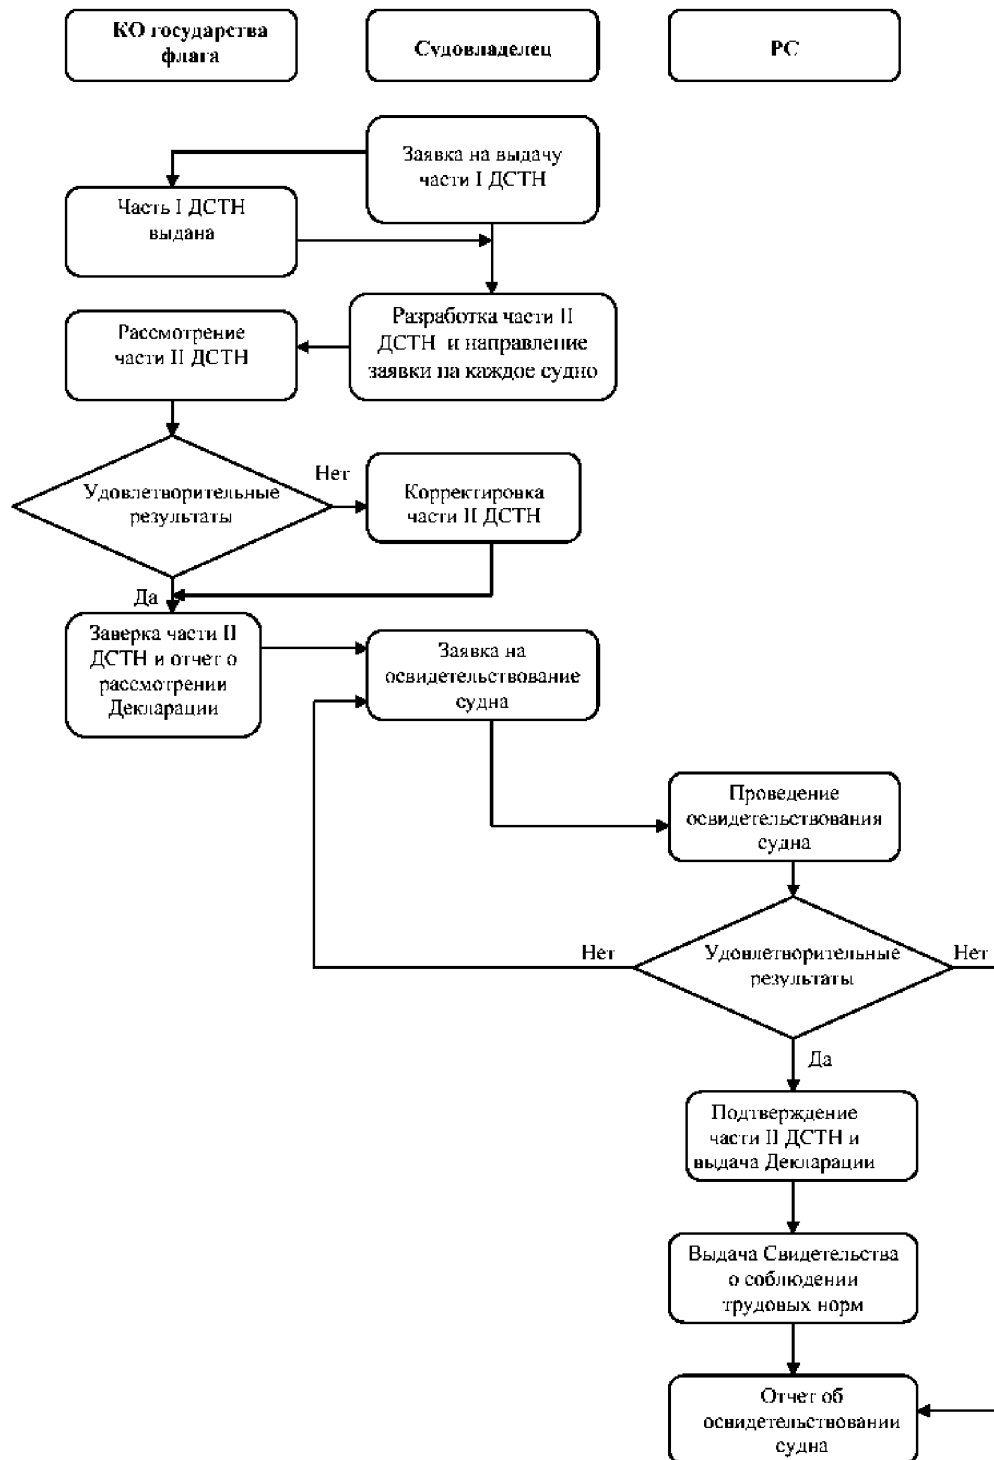 КО государства
флага
Судовладелец
РС
Заявка на выдачу
части I ДСТН
Часть I ДСТН
выдана
Разработка части II
ДСТН и направление
заявки на каждое судно
Рассмотрение
части II ДСТН
Удовлетворительные
результаты
Нет
Корректировка
части II ДСТН
Да
Заверка части II
ДСТН и отчет о
рассмотрении
Декларации
Заявка на
освидетельствование
судна
Проведение
освидетельствования
судна
Нет
Удовлетворительные
результаты
Нет
Да
Подтверждение
части II ДСТН и
выдача Декларации
Выдача Свидетельства
о соблюдении
трудовых норм
Отчет об
освидетельствовании
судна